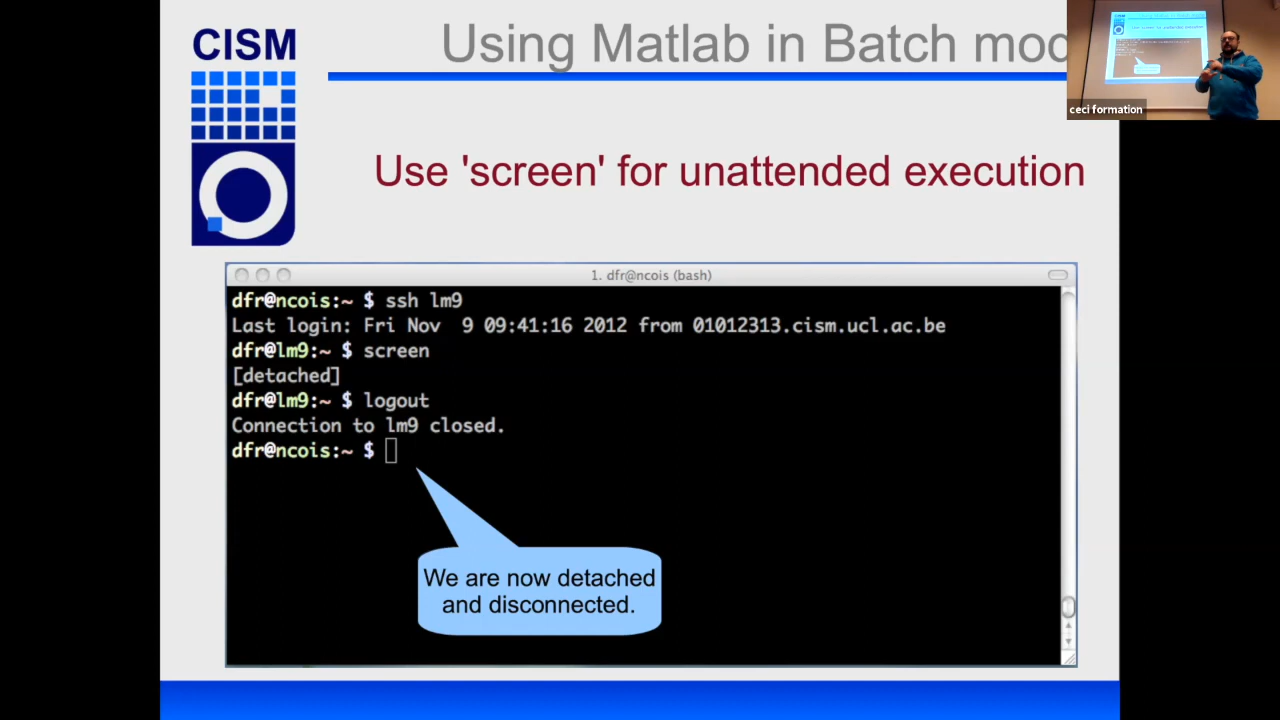 CISM
Using Matlab in Batch mod
ceci formation
Use 'screen' for unattended execution
1. dfr@ncois (bash)
dfr@ncois:~ $ ssh lm9
Last login: Fri Nov  9 09:41:16 2012 from 01012313.cism.ucl.ac.be
dfr@lm9:~ $ screen
[detached]
dfr@lm9:~ $ logout
Connection to lm9 closed.
dfr@ncois:~ $
We are now detached
and disconnected.